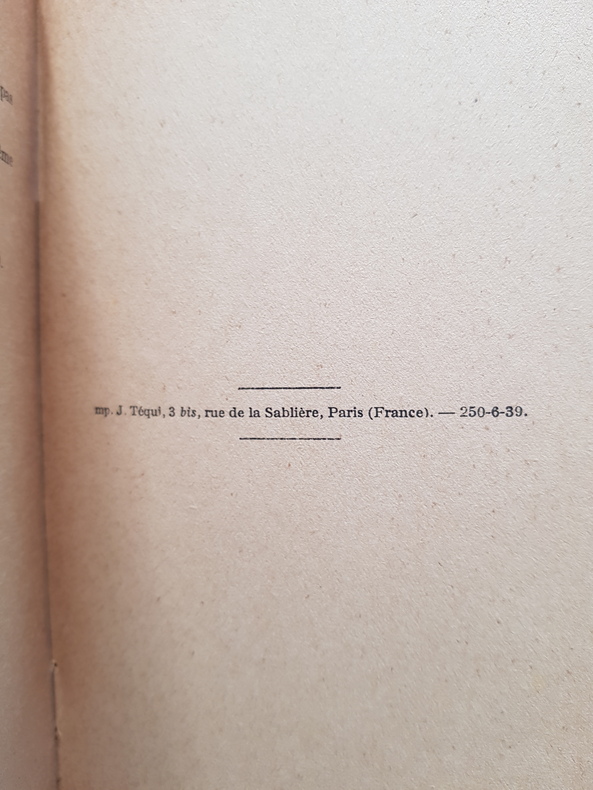 mp. J. Téqui, 3 bis, rue de la Sablière, Paris (France). — 250-6-39.